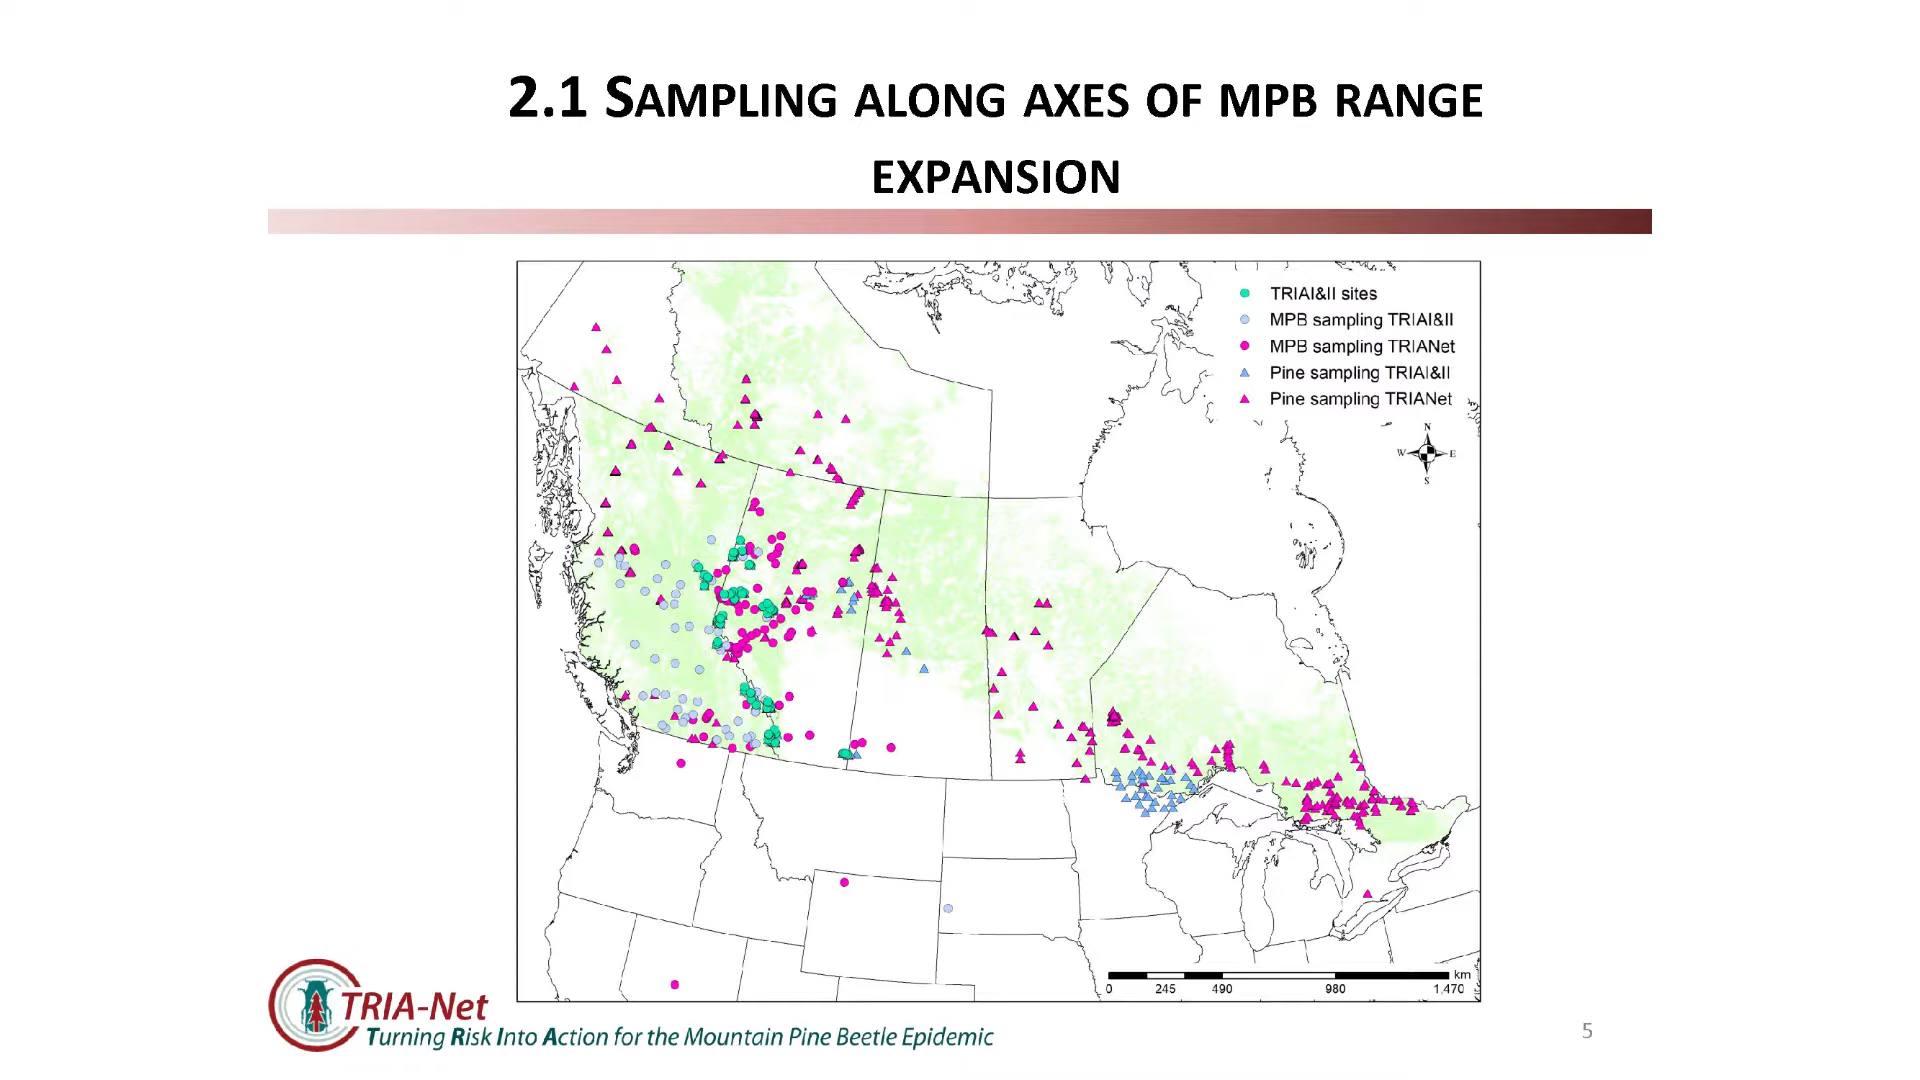 2.1 SAMPLING ALONG AXES OF MPB RANGE
EXPANSION
TRIAI&II sites
MPB sampling TRIAI&II
MPB sampling TRIANet
Pine sampling TRIAI&II
Pine sampling TRIANet
N
W E
S
km
0 245 490 980 1,470
TRIA-Net
Turning Risk Into Action for the Mountain Pine Beetle Epidemic
5